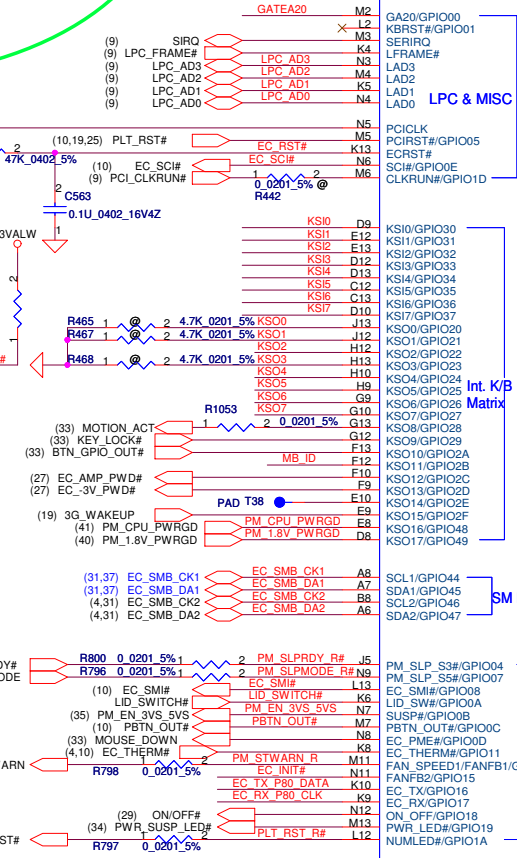 GATEA20 M2 GA20/GPIO00
L2 KBRST#/GPIO01
(9) SIRQ M3 SERIRQ
(9) LPC_FRAME# K4 LFRAME#
(9) LPC_AD3 LPC_AD3 N3 LAD3
(9) LPC_AD2 LPC_AD2 M4 LAD2
(9) LPC_AD1 LPC_AD1 K5 LAD1
(9) LPC_AD0 LPC_AD0 N4 LAD0
LPC & MISC
N5 PCICLK
(10,19,25) PLT_RST# M5 PCIRST#/GPIO05
2 47K_0402_5% EC_RST# K13 ECRST#
(10) EC_SCI# EC_SCI# N6 SCI#/GPIO0E
(9) PCI_CLKRUN# 1 2 M6 CLKRUN#/GPIO1D
0_0201_5% @
R442
2
C563
0.1U_0402_16V4Z
1
3VALW
2
1
KSI0 D9 KSI0/GPIO30
KSI1 E12 KSI1/GPIO31
KSI2 E13 KSI2/GPIO32
KSI3 D12 KSI3/GPIO33
KSI4 D13 KSI4/GPIO34
KSI5 C12 KSI5/GPIO35
KSI6 C13 KSI6/GPIO36
KSI7 D10 KSI7/GPIO37
R465 1 @ 2 4.7K_0201_5% KSO0 J13 KSO0/GPIO20
R467 1 @ 2 4.7K_0201_5% KSO1 J12 KSO1/GPIO21
KSO2 H12 KSO2/GPIO22
# R468 1 @ 2 4.7K_0201_5% KSO3 H13 KSO3/GPIO23
KSO4 H10 KSO4/GPIO24
KSO5 H9 KSO5/GPIO25
KSO6 G9 KSO6/GPIO26
KSO7 G10 KSO7/GPIO27
Int. K/B
Matrix
R1053
(33) MOTION_ACT 1 2 0_0201_5% G13 KSO8/GPIO28
(33) KEY_LOCK# G12 KSO9/GPIO29
(33) BTN_GPIO_OUT# F13 KSO10/GPIO2A
MB_ID F12 KSO11/GPIO2B
(27) EC_AMP_PWD# F10 KSO12/GPIO2C
(27) EC_-3V_PWD# F9 KSO13/GPIO2D
PAD T38 E10 KSO14/GPIO2E
(19) 3G_WAKEUP E9 KSO15/GPIO2F
(41) PM_CPU_PWRGD PM_CPU_PWRGD E8 KSO16/GPIO48
(40) PM_1.8V_PWRGD PM_1.8V_PWRGD D8 KSO17/GPIO49
(31,37) EC_SMB_CK1 EC_SMB_CK1 A8 SCL1/GPIO44
(31,37) EC_SMB_DA1 EC_SMB_DA1 A7 SDA1/GPIO45
(4,31) EC_SMB_CK2 EC_SMB_CK2 B8 SCL2/GPIO46
(4,31) EC_SMB_DA2 EC_SMB_DA2 A6 SDA2/GPIO47
SM
DY# R800 0_0201_5% 1 2 PM_SLPRDY_R# J5 PM_SLP_S3#/GPIO04
ODE R796 0_0201_5% 1 2 PM_SLPMODE_R# N9 PM_SLP_S5#/GPIO07
(10) EC_SMI# EC_SMI# L13 EC_SMI#/GPIO08
LID_SWITCH# LID_SWITCH# K6 LID_SW#/GPIO0A
(35) PM_EN_3VS_5VS PM_EN_3VS_5VS N7 SUSP#/GPIO0B
(10) PBTN_OUT# PBTN_OUT# M7 PBTN_OUT#/GPIO0C
(33) MOUSE_DOWN N8 EC_PME#/GPIO0D
(4,10) EC_THERM# K8 EC_THERM#/GPIO11
ARN 1 2 PM_STWARN_R M11 FAN_SPEED1/FANFB1/G
R798 0_0201_5% EC_INIT# N11 FANFB2/GPIO15
EC_TX_P80_DATA K10 EC_TX/GPIO16
EC_RX_P80_CLK K9 EC_RX/GPIO17
(29) ON/OFF# N12 ON_OFF/GPIO18
(34) PWR_SUSP_LED# M13 PWR_LED#/GPIO19
ST# 1 2 PLT_RST_R# L12 NUMLED#/GPIO1A
R797 0_0201_5%